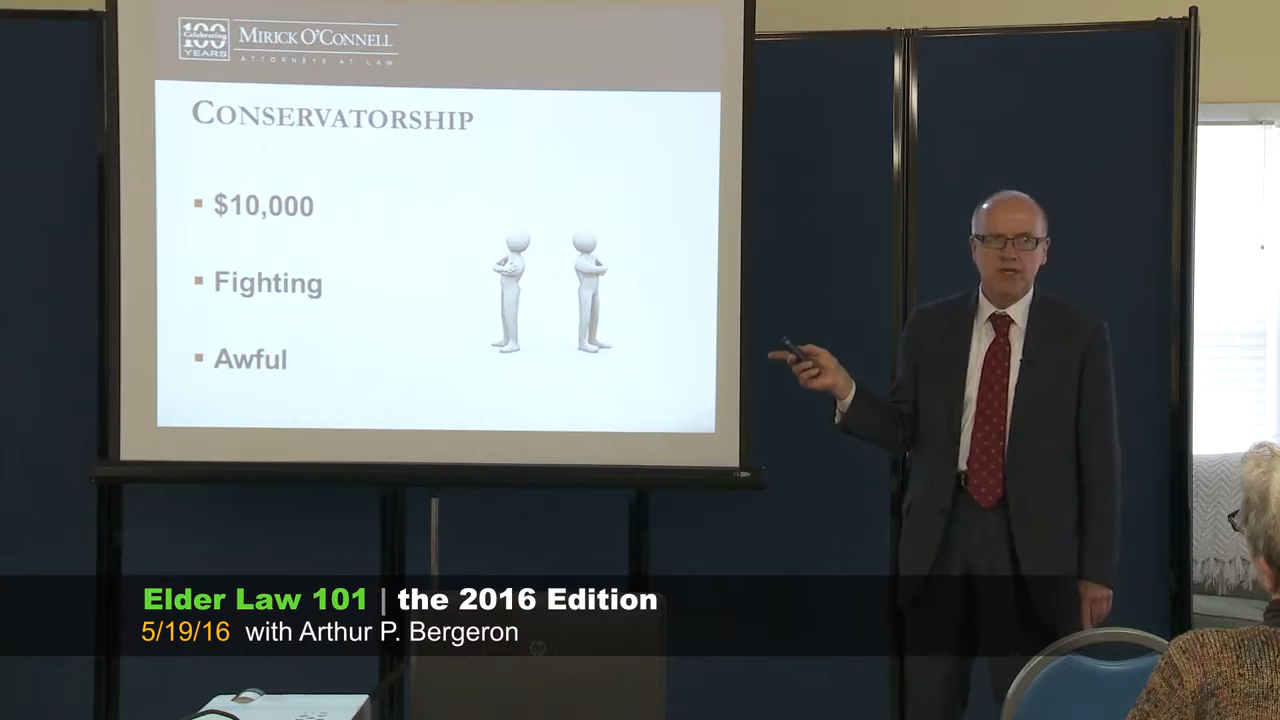 Celebrating
100
YEARS
MIRICK O'CONNELL
ATTORNEYS AT LAW
CONSERVATORSHIP
$10,000
Fighting
Awful
Elder Law 101 | the 2016 Edition
5/19/16 with Arthur P. Bergeron
hp